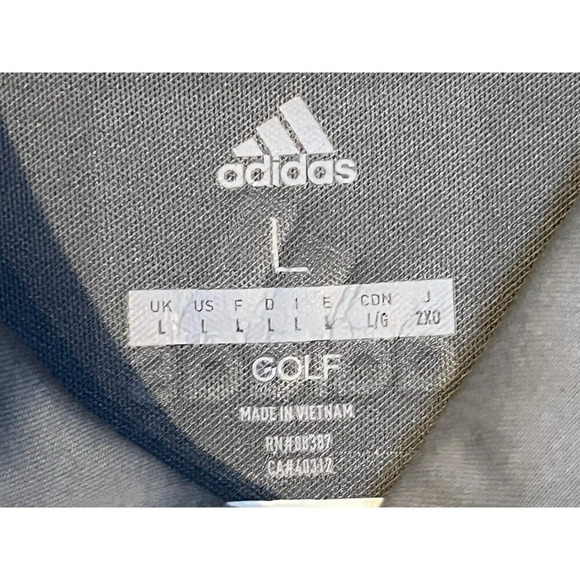 adidas
L
UK US F D I E CDN J
L L L L L L L/G 2XO
GOLF
MADE IN VIETNAM
RN#88387
CA#40312